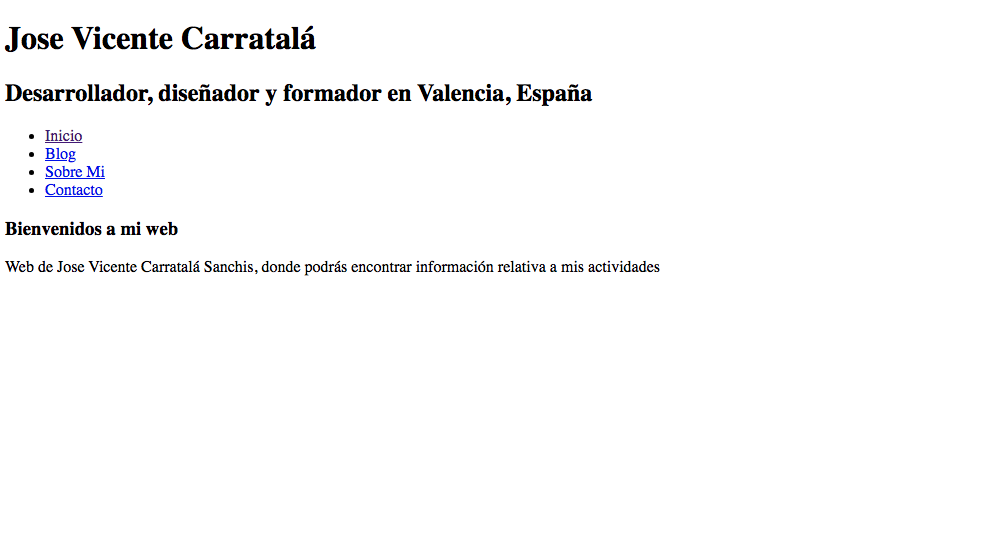 Jose Vicente Carratalá
Desarrollador, diseñador y formador en Valencia, España
Inicio
Blog
Sobre Mi
Contacto
Bienvenidos a mi web
Web de Jose Vicente Carratalá Sanchis, donde podrás encontrar información relativa a mis actividades